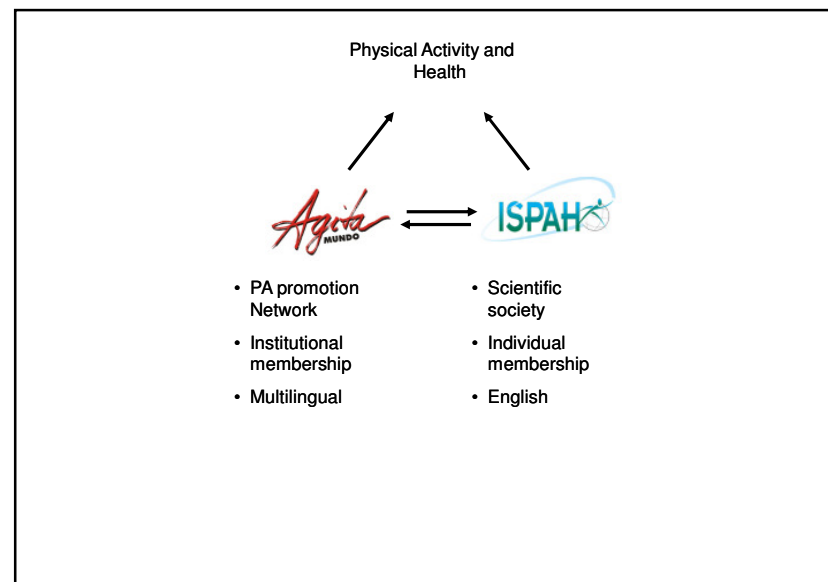 Physical Activity and
Health
Agita
MUNDO
ISPAH
• PA promotion
Network
• Institutional
membership
• Multilingual
• Scientific
society
• Individual
membership
• English